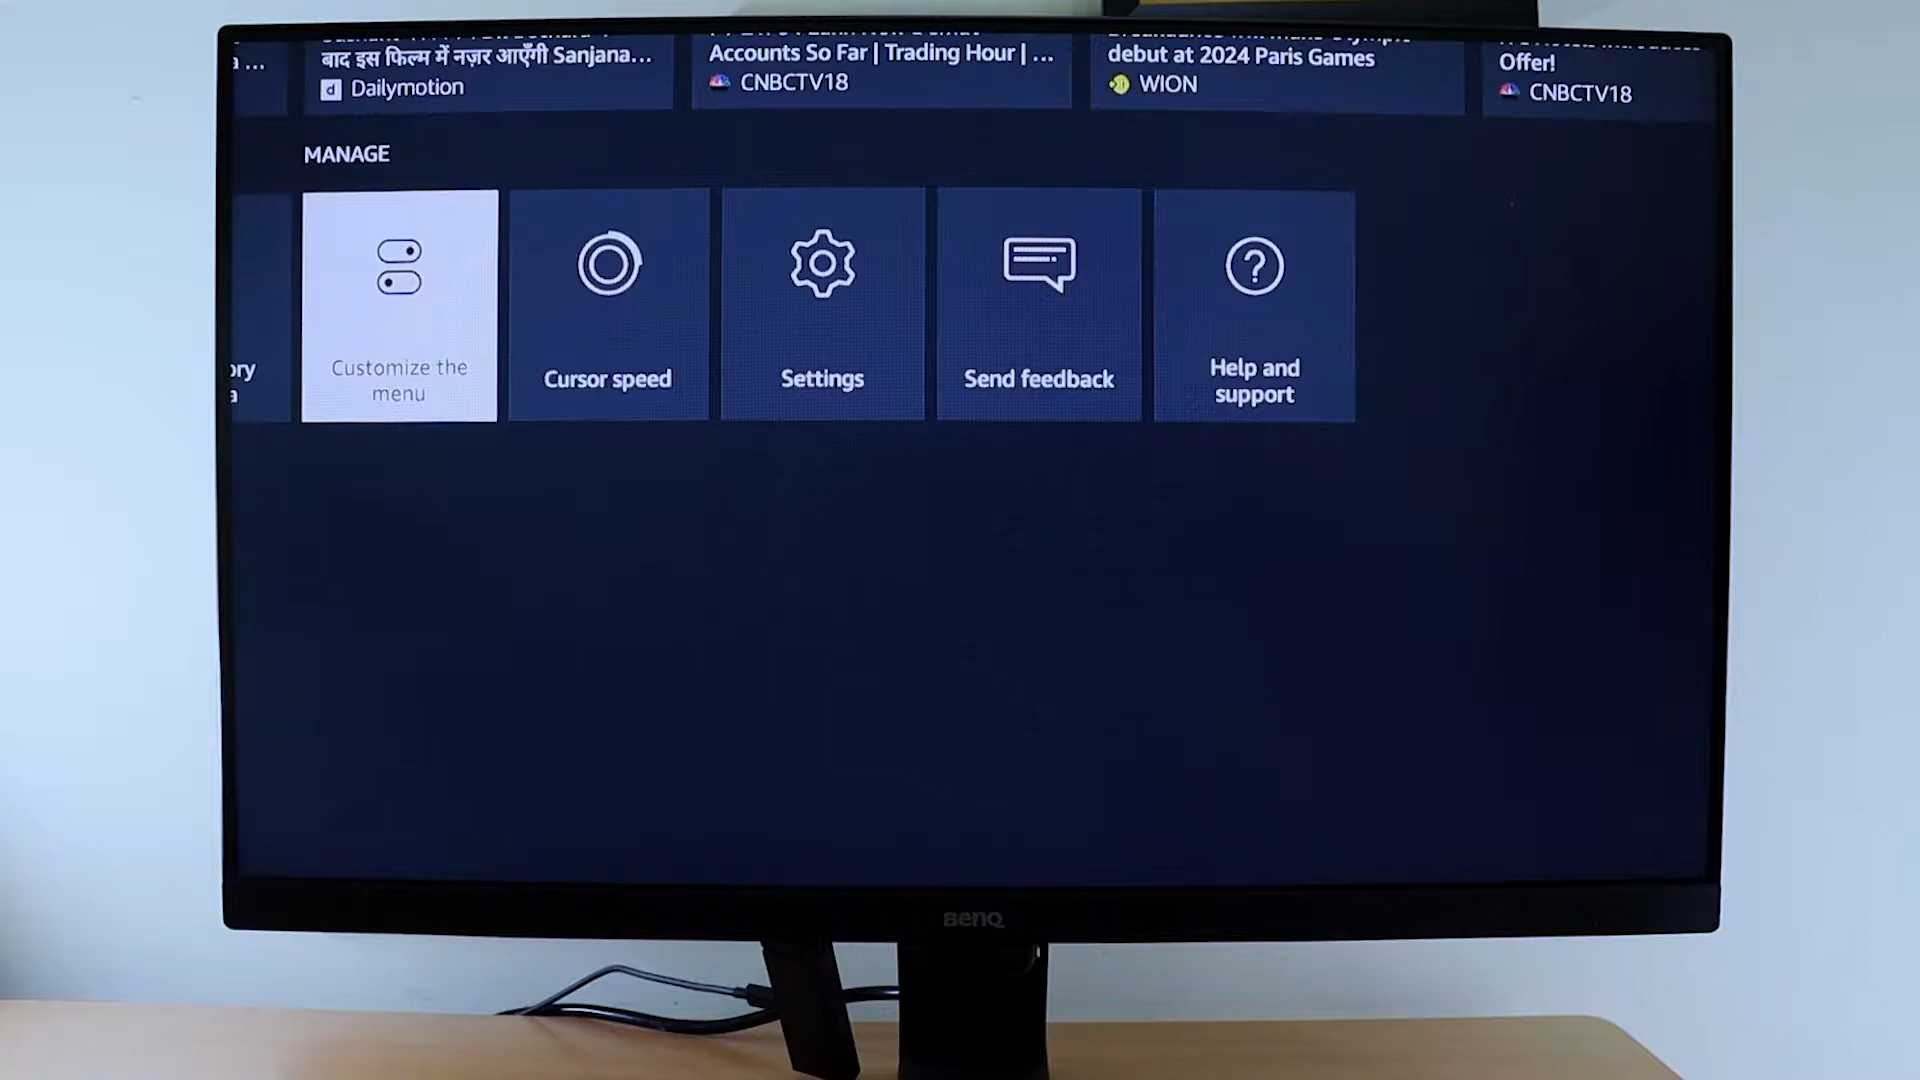 बाद इस फिल्म में नज़र आएँगी Sanjana...
Dailymotion
Accounts So Far | Trading Hour | ...
CNBCTV18
debut at 2024 Paris Games
WION
Offer!
CNBCTV18
MANAGE
Customize the
menu
Cursor speed
Settings
Send feedback
Help and
support
BenQ